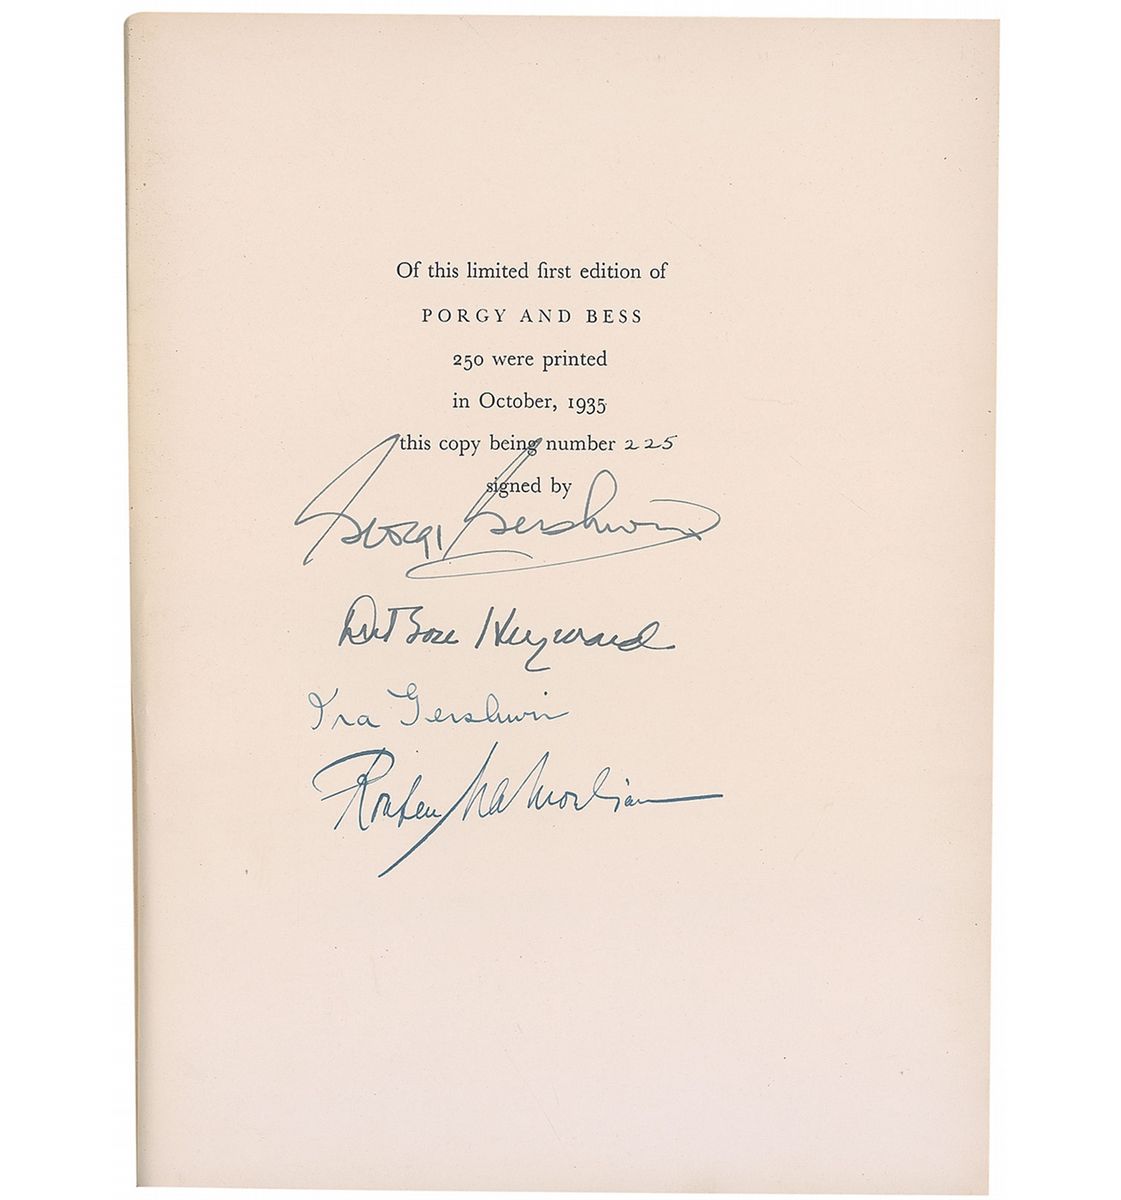 Of this limited first edition of
PORGY AND BESS
250 were printed
in October, 1935
this copy being number 225
signed by
George Gershwin
DuBose Heyward
Ira Gershwin
Rouben Mamoulian